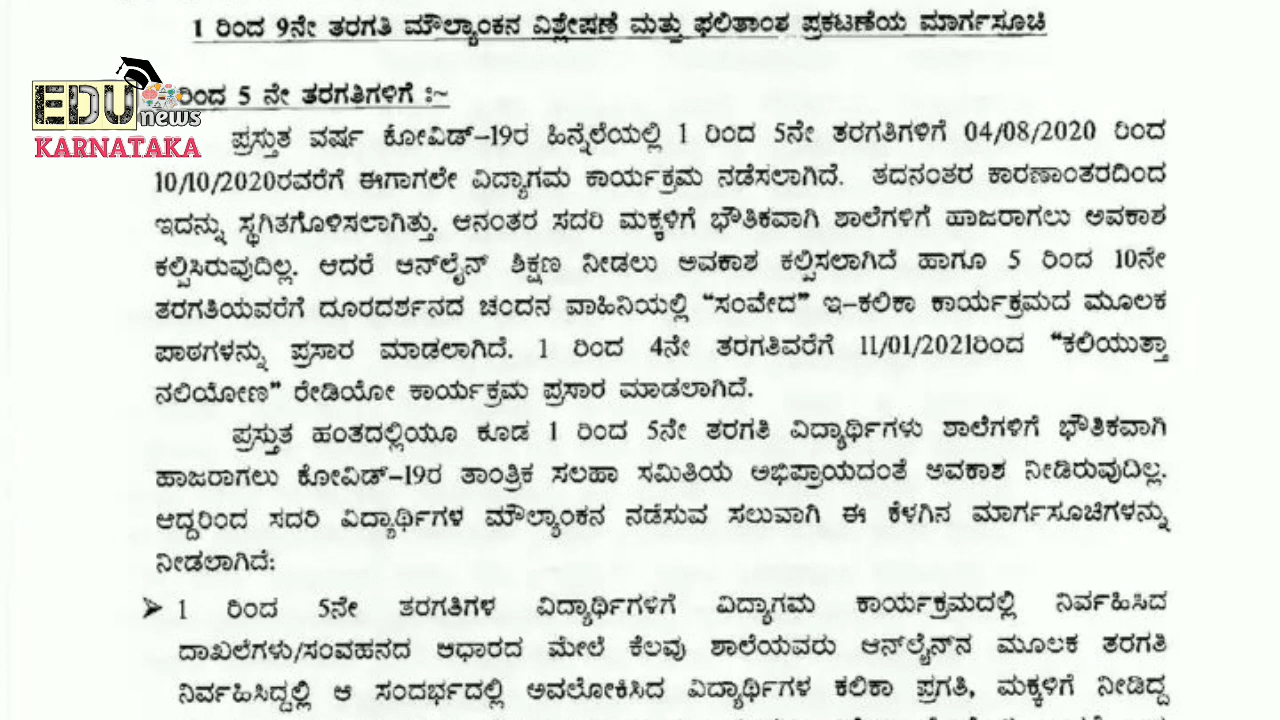 1 ರಿಂದ 9ನೇ ತರಗತಿ ಮೌಲ್ಯಾಂಕನ ವಿಶ್ಲೇಷಣೆ ಮತ್ತು ಫಲಿತಾಂಶ ಪ್ರಕಟಣೆಯ ಮಾರ್ಗಸೂಚಿ
EDU news
KARNATAKA
ರಿಂದ 5 ನೇ ತರಗತಿಗಳಿಗೆ :~
ಪ್ರಸ್ತುತ ವರ್ಷ ಕೋವಿಡ್-19ರ ಹಿನ್ನೆಲೆಯಲ್ಲಿ 1 ರಿಂದ 5ನೇ ತರಗತಿಗಳಿಗೆ 04/08/2020 ರಿಂದ
10/10/2020ರವರೆಗೆ ಈಗಾಗಲೇ ವಿದ್ಯಾಗಮ ಕಾರ್ಯಕ್ರಮ ನಡೆಸಲಾಗಿದೆ. ತದನಂತರ ಕಾರಣಾಂತರದಿಂದ
ಇದನ್ನು ಸ್ಥಗಿತಗೊಳಿಸಲಾಗಿತ್ತು. ಆನಂತರ ಸದರಿ ಮಕ್ಕಳಿಗೆ ಭೌತಿಕವಾಗಿ ಶಾಲೆಗಳಿಗೆ ಹಾಜರಾಗಲು ಅವಕಾಶ
ಕಲ್ಪಿಸಿರುವುದಿಲ್ಲ. ಆದರೆ ಆನ್‌ಲೈನ್ ಶಿಕ್ಷಣ ನೀಡಲು ಅವಕಾಶ ಕಲ್ಪಿಸಲಾಗಿದೆ ಹಾಗೂ 5 ರಿಂದ 10ನೇ
ತರಗತಿಯವರೆಗೆ ದೂರದರ್ಶನದ ಚಂದನ ವಾಹಿನಿಯಲ್ಲಿ "ಸಂವೇದ" ಇ-ಕಲಿಕಾ ಕಾರ್ಯಕ್ರಮದ ಮೂಲಕ
ಪಾಠಗಳನ್ನು ಪ್ರಸಾರ ಮಾಡಲಾಗಿದೆ. 1 ರಿಂದ 4ನೇ ತರಗತಿವರೆಗೆ 11/01/2021ರಿಂದ "ಕಲಿಯುತ್ತಾ
ನಲಿಯೋಣ" ರೇಡಿಯೋ ಕಾರ್ಯಕ್ರಮ ಪ್ರಸಾರ ಮಾಡಲಾಗಿದೆ.
ಪ್ರಸ್ತುತ ಹಂತದಲ್ಲಿಯೂ ಕೂಡ 1 ರಿಂದ 5ನೇ ತರಗತಿ ವಿದ್ಯಾರ್ಥಿಗಳು ಶಾಲೆಗಳಿಗೆ ಭೌತಿಕವಾಗಿ
ಹಾಜರಾಗಲು ಕೋವಿಡ್-19ರ ತಾಂತ್ರಿಕ ಸಲಹಾ ಸಮಿತಿಯ ಅಭಿಪ್ರಾಯದಂತೆ ಅವಕಾಶ ನೀಡಿರುವುದಿಲ್ಲ.
ಆದ್ದರಿಂದ ಸದರಿ ವಿದ್ಯಾರ್ಥಿಗಳ ಮೌಲ್ಯಾಂಕನ ನಡೆಸುವ ಸಲುವಾಗಿ ಈ ಕೆಳಗಿನ ಮಾರ್ಗಸೂಚಿಗಳನ್ನು
ನೀಡಲಾಗಿದೆ:
➤ 1 ರಿಂದ 5ನೇ ತರಗತಿಗಳ ವಿದ್ಯಾರ್ಥಿಗಳಿಗೆ ವಿದ್ಯಾಗಮ ಕಾರ್ಯಕ್ರಮದಲ್ಲಿ ನಿರ್ವಹಿಸಿದ
ದಾಖಲೆಗಳು/ಸಂವಹನದ ಆಧಾರದ ಮೇಲೆ ಕೆಲವು ಶಾಲೆಯವರು ಆನ್‌ಲೈನ್‌ನ ಮೂಲಕ ತರಗತಿ
ನಿರ್ವಹಿಸಿದ್ದಲ್ಲಿ ಆ ಸಂದರ್ಭದಲ್ಲಿ ಅವಲೋಕಿಸಿದ ವಿದ್ಯಾರ್ಥಿಗಳ ಕಲಿಕಾ ಪ್ರಗತಿ, ಮಕ್ಕಳಿಗೆ ನೀಡಿದ್ದ